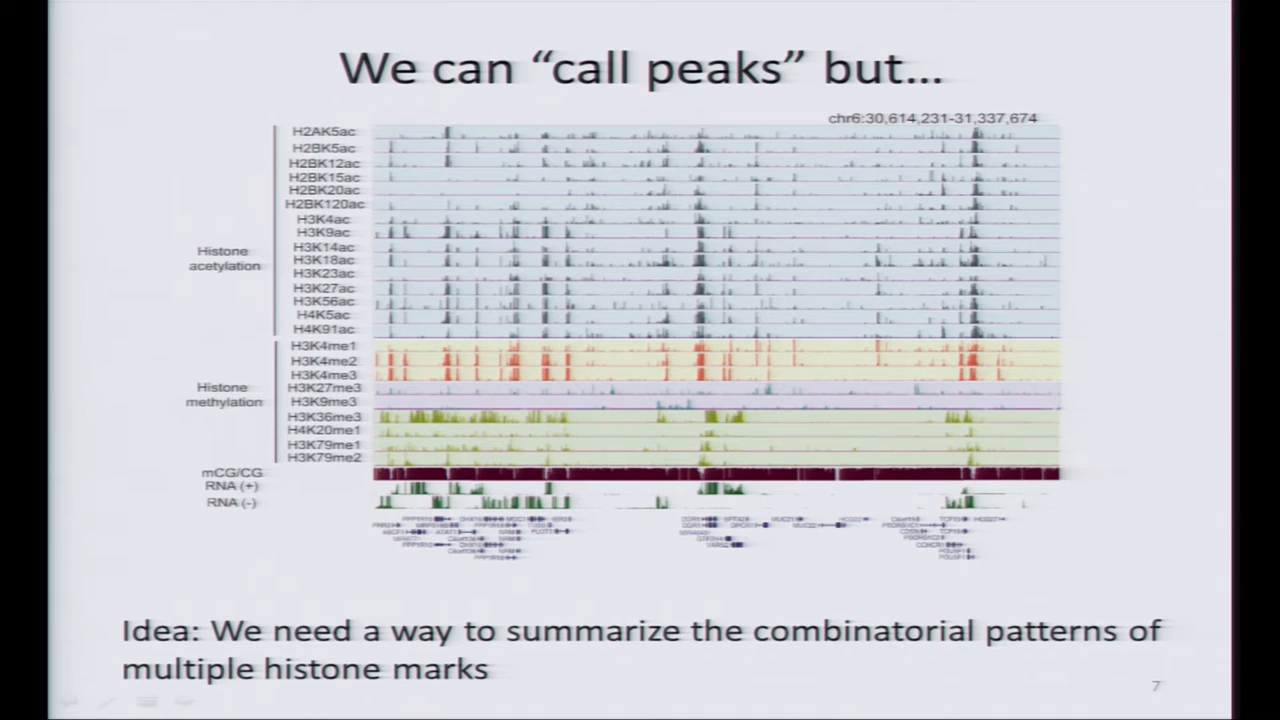 We can “call peaks” but...
chr6:30,614,231-31,337,674
H2AK5ac
H2BK5ac
H2BK12ac
H2BK15ac
H2BK20ac
H2BK120ac
H3K4ac
H3K9ac
Histone
acetylation
H3K14ac
H3K18ac
H3K23ac
H3K27ac
H3K56ac
H4K5ac
H4K91ac
H3K4me1
H3K4me2
H3K4me3
Histone
methylation
H3K27me3
H3K9me3
H3K36me3
H4K20me1
H3K79me1
H3K79me2
mCG/CG
RNA (+)
RNA (-)
Idea: We need a way to summarize the combinatorial patterns of
multiple histone marks
7